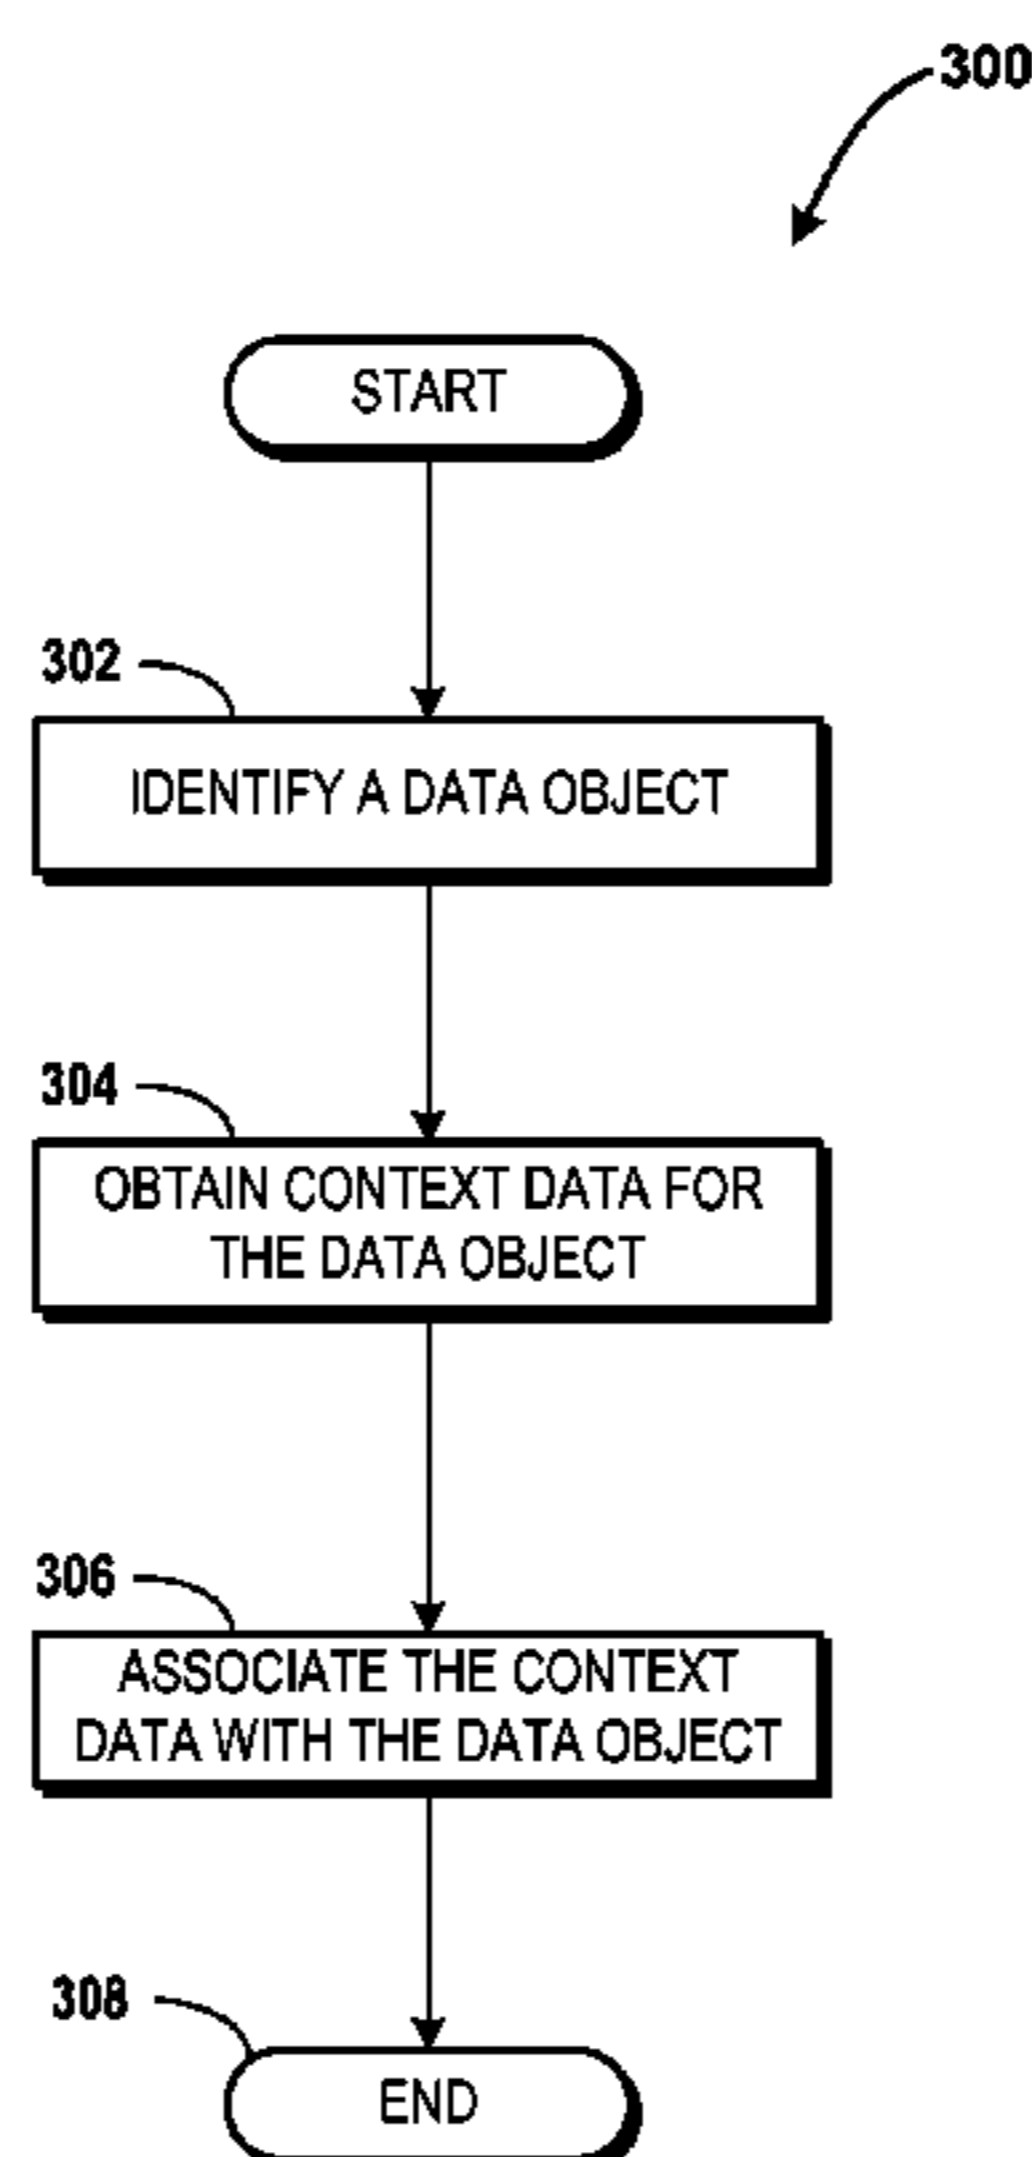 300
START
302
IDENTIFY A DATA OBJECT
304
OBTAIN CONTEXT DATA FOR
THE DATA OBJECT
306
ASSOCIATE THE CONTEXT
DATA WITH THE DATA OBJECT
308
END